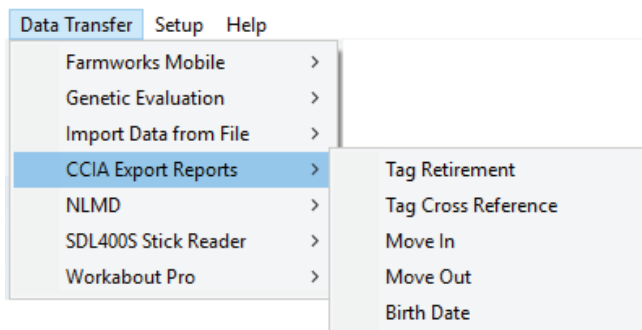 Data Transfer Setup Help
Farmworks Mobile
Genetic Evaluation
Import Data from File
CCIA Export Reports
NLMD
SDL400S Stick Reader
Workabout Pro
Tag Retirement
Tag Cross Reference
Move In
Move Out
Birth Date